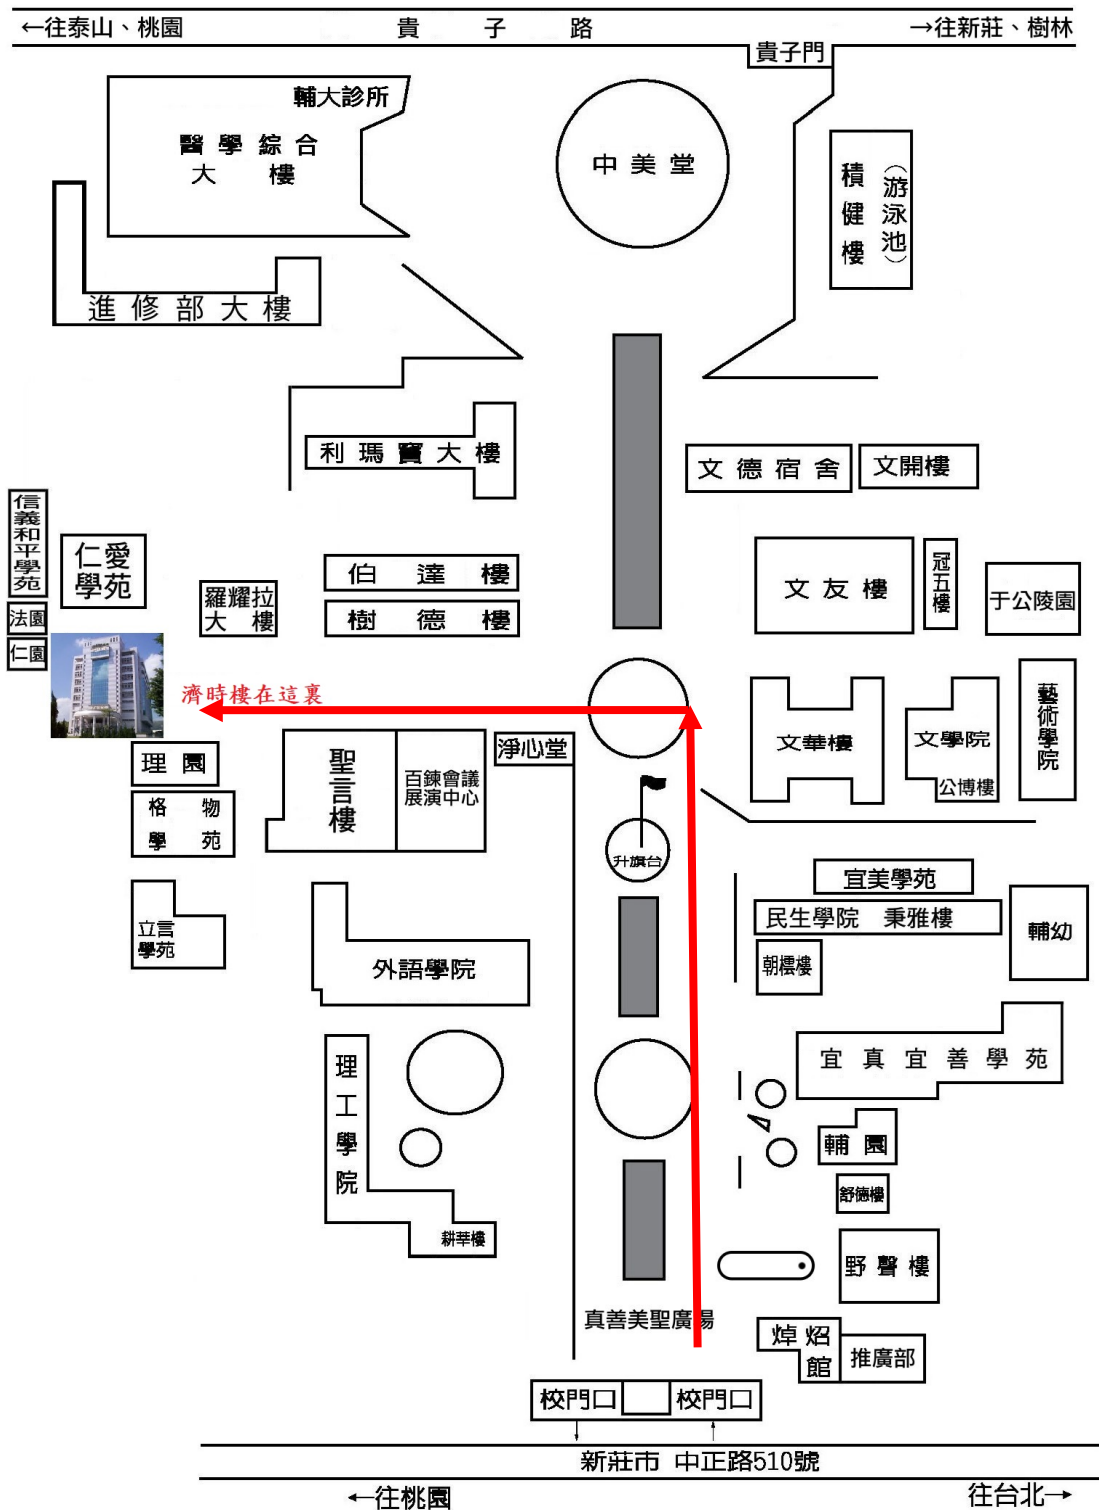 ←往泰山、桃園
貴子路
→往新莊、樹林
貴子門
輔大診所
醫學綜合
大樓
中美堂
積健樓
（游泳池）
進修部大樓
利瑪竇大樓
文德宿舍
文開樓
信義和平學苑
仁愛
學苑
法園
仁園
羅耀拉
大樓
伯達樓
樹德樓
文友樓
冠五樓
于公陵園
濟時樓在這裏
理園
格物
學苑
聖言樓
百鍊會議
展演中心
淨心堂
文華樓
文學院
公博樓
藝術學院
升旗台
立言
學苑
外語學院
宜美學苑
民生學院 秉雅樓
朝橒樓
輔幼
理工學院
耕莘樓
宜真宜善學苑
輔園
舒德樓
野聲樓
真善美聖廣場
焯炤
館
推廣部
校門口
校門口
新莊市 中正路510號
←往桃園
往台北→